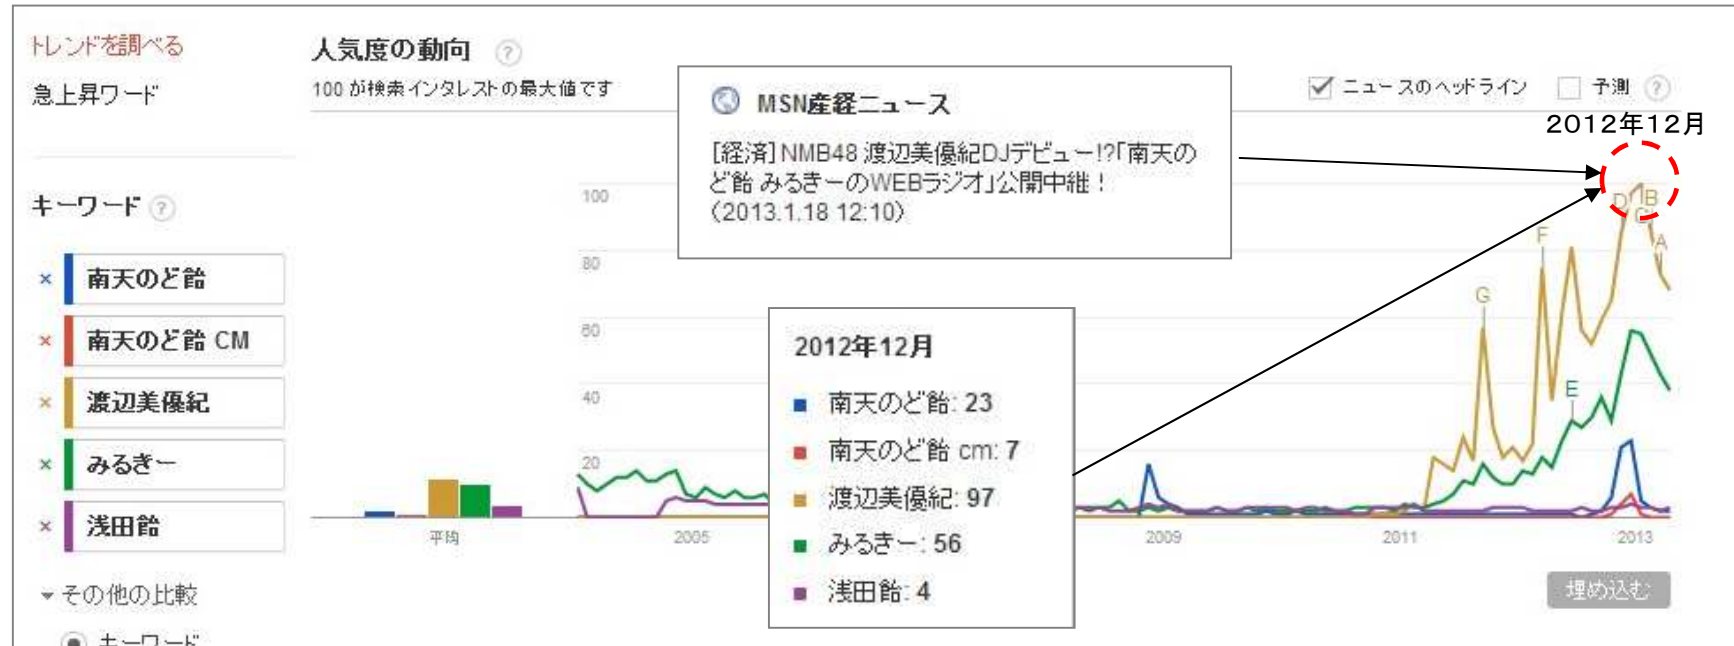 トレンドを調べる
急上昇ワード
人気度の動向 ?
100 が検索インタレストの最大値です
MSN産経ニュース
[経済] NMB48 渡辺美優紀DJデビュー!?「南天の
ど飴 みるきーのWEBラジオ」公開中継！
（2013.1.18 12:10）
ニュースのヘッドライン
予測 ?
2012年12月
キーワード ?
× 南天のど飴
× 南天のど飴 CM
× 渡辺美優紀
× みるきー
× 浅田飴
100
80
60
40
20
D
B
C
A
F
G
E
2012年12月
南天のど飴: 23
南天のど飴 cm: 7
渡辺美優紀: 97
みるきー: 56
浅田飴: 4
平均
2005
2009
2011
2013
その他の比較
埋め込む
キーワード